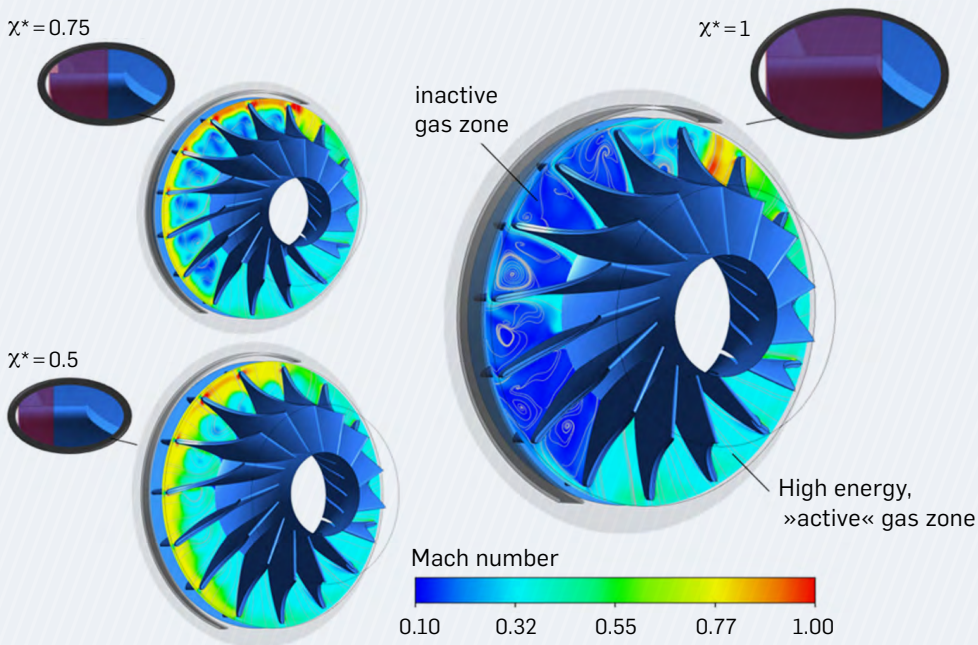 χ* = 0.75
χ* = 1
inactive
gas zone
χ* = 0.5
High energy,
»active« gas zone
Mach number
0.10 0.32 0.55 0.77 1.00